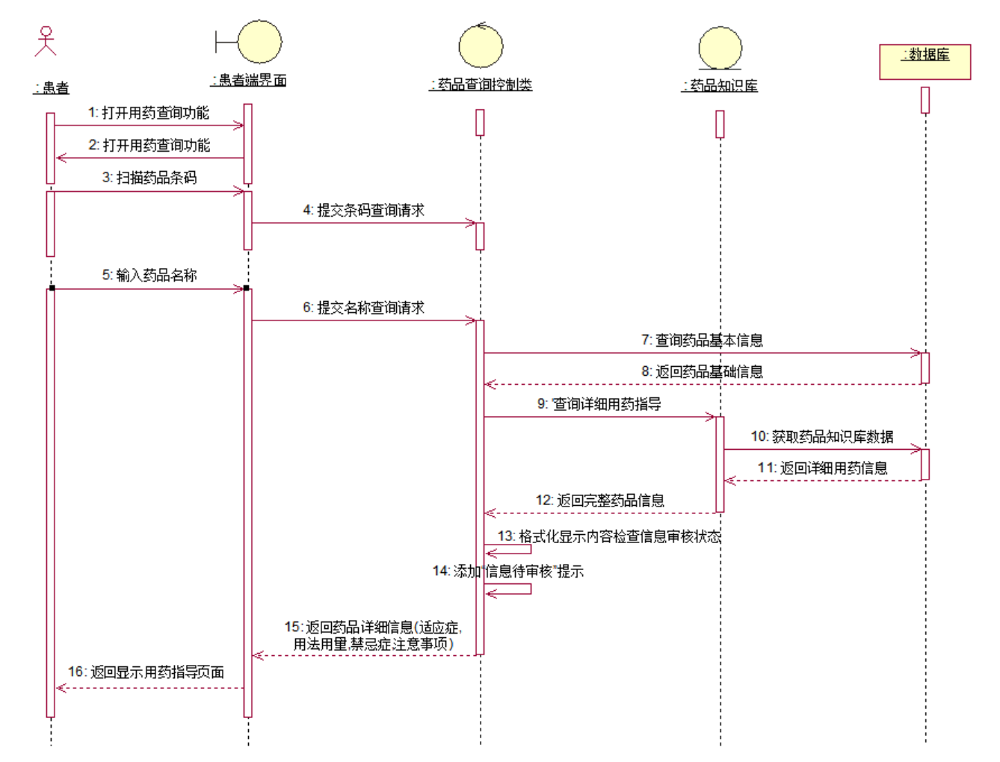 :患者
:患者端界面
:药品查询控制类
:药品知识库
:数据库
1: 打开用药查询功能
2: 打开用药查询功能
3: 扫描药品条码
4: 提交条码查询请求
5: 输入药品名称
6: 提交名称查询请求
7: 查询药品基本信息
8: 返回药品基础信息
9: '查询详细用药指导
10: 获取药品知识库数据
11: 返回详细用药信息
12: 返回完整药品信息
13: 格式化显示内容检查信息审核状态
14: 添加"信息待审核"提示
15: 返回药品详细信息(适应症,
用法用量,禁忌症,注意事项)
16: 返回显示用药指导页面